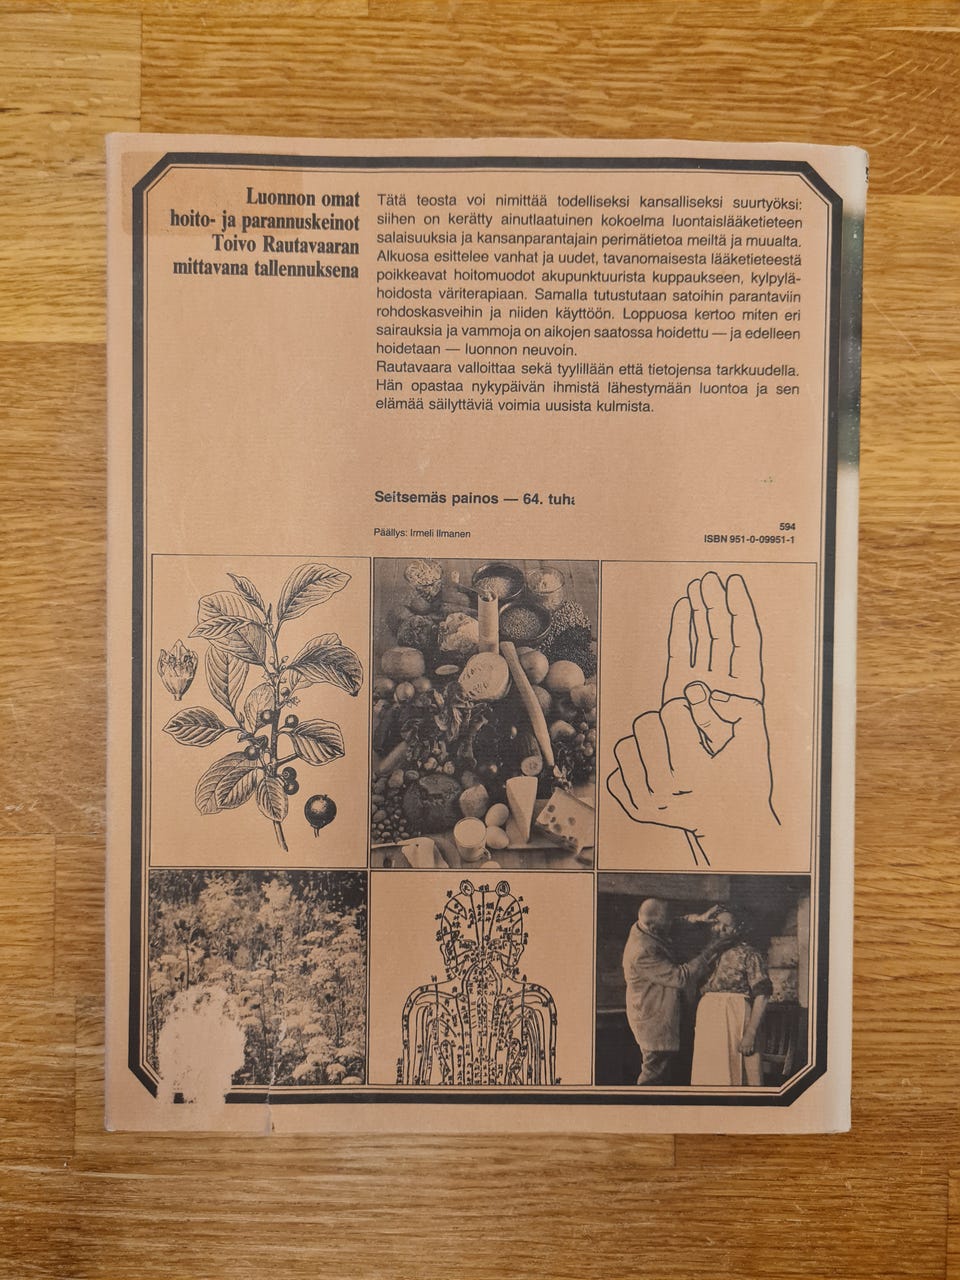 Luonnon omat
hoito- ja parannuskeinot
Toivo Rautavaaran
mittavana tallennuksena
Tätä teosta voi nimittää todelliseksi kansalliseksi suurtyöksi:
siihen on kerätty ainutlaatuinen kokoelma luontaislääketieteen
salaisuuksia ja kansanparantajain perimätietoa meiltä ja muualta.
Alkuosa esittelee vanhat ja uudet, tavanomaisesta lääketieteestä
poikkeavat hoitomuodot akupunktuurista kuppaukseen, kylpylä-
hoidosta väriterapiaan. Samalla tutustutaan satoihin parantaviin
rohdoskasveihin ja niiden käyttöön. Loppuosa kertoo miten eri
sairauksia ja vammoja on aikojen saatossa hoidettu — ja edelleen
hoidetaan — luonnon neuvoin.
Rautavaara valloittaa sekä tyylillään että tietojensa tarkkuudella.
Hän opastaa nykypäivän ihmistä lähestymään luontoa ja sen
elämää säilyttäviä voimia uusista kulmista.
Seitsemäs painos — 64. tuha
Päällys: Irmeli Ilmanen
594
ISBN 951-0-09951-1